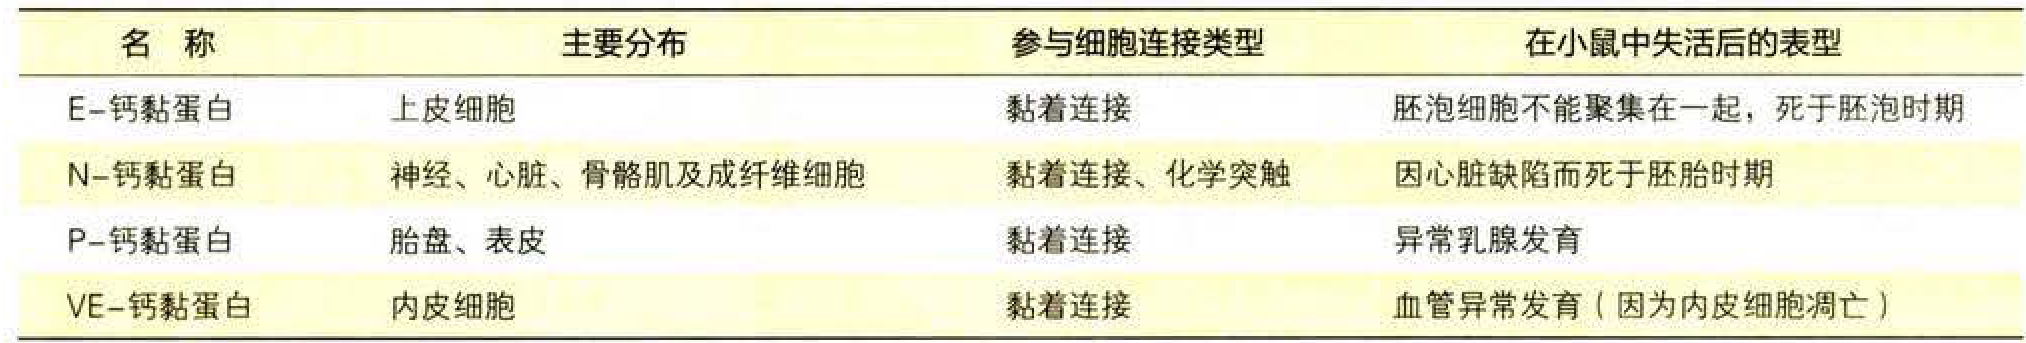 名 称 主要分布 参与细胞连接类型 在小鼠中失活后的表型
E-钙黏蛋白 上皮细胞 黏着连接 胚泡细胞不能聚集在一起，死于胚泡时期
N-钙黏蛋白 神经、心脏、骨骼肌及成纤维细胞 黏着连接、化学突触 因心脏缺陷而死于胚胎时期
P-钙黏蛋白 胎盘、表皮 黏着连接 异常乳腺发育
VE-钙黏蛋白 内皮细胞 黏着连接 血管异常发育（因为内皮细胞凋亡）